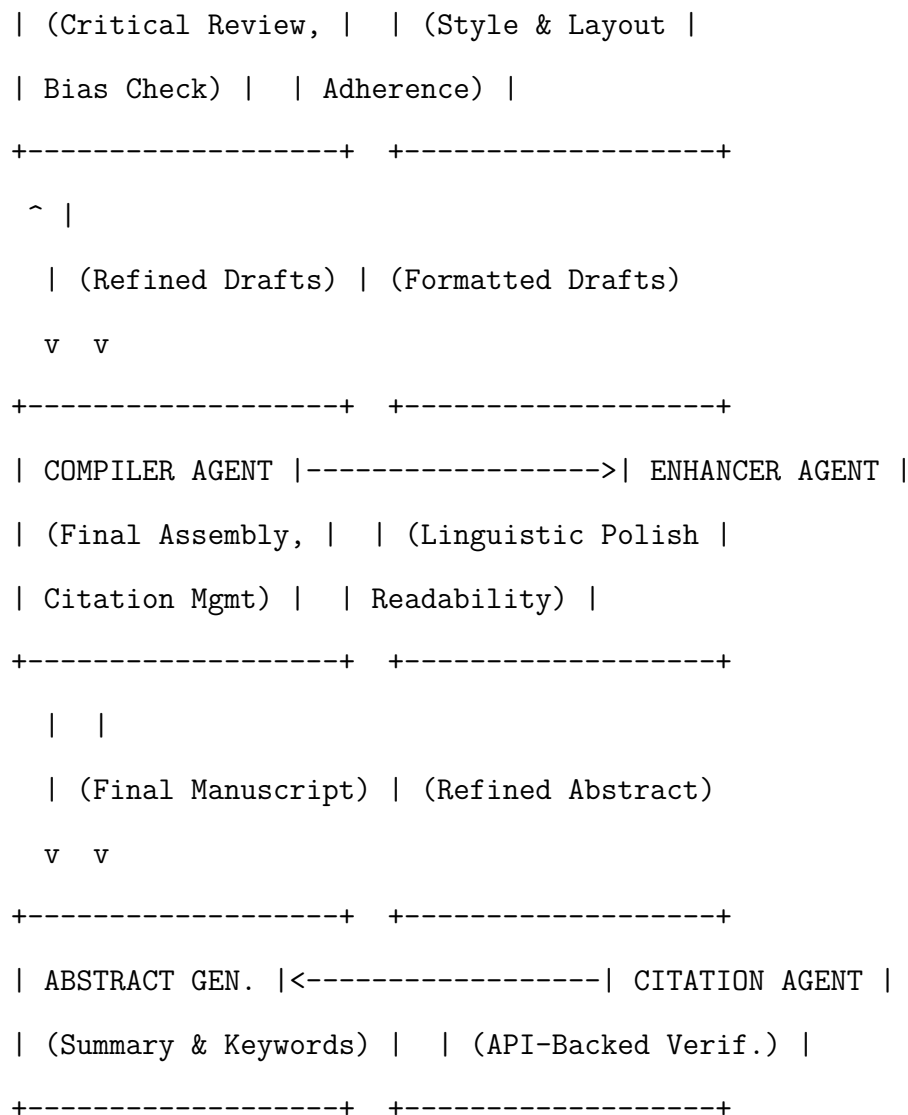 | (Critical Review, | | (Style & Layout |
| Bias Check) | | Adherence) |
+-------------------+ +-------------------+
^ |
| (Refined Drafts) | (Formatted Drafts)
v v
+-------------------+ +-------------------+
| COMPILER AGENT |------------------>| ENHANCER AGENT |
| (Final Assembly, | | (Linguistic Polish |
| Citation Mgmt) | | Readability) |
+-------------------+ +-------------------+
| |
| (Final Manuscript) | (Refined Abstract)
v v
+-------------------+ +-------------------+
| ABSTRACT GEN. |<------------------| CITATION AGENT |
| (Summary & Keywords) | | (API-Backed Verif.) |
+-------------------+ +-------------------+